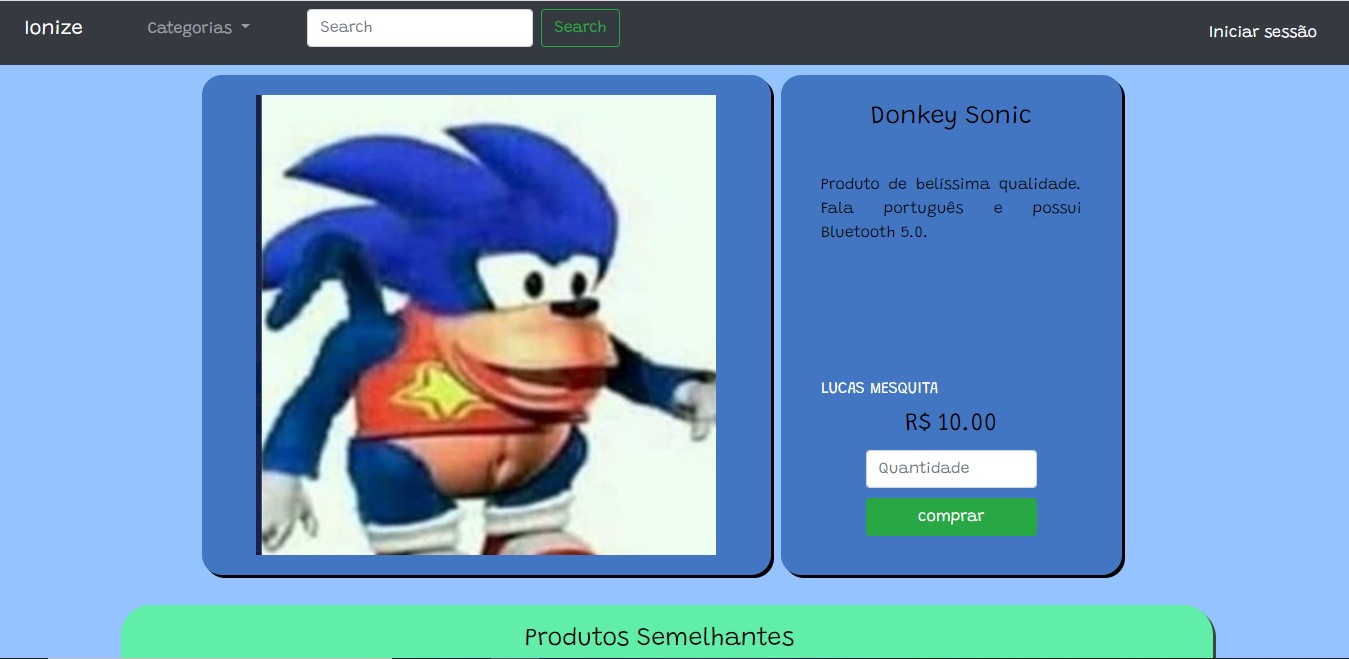 Ionize
Categorias
Search
Search
Iniciar sessão
Donkey Sonic
Produto de belíssima qualidade.
Fala português e possui
Bluetooth 5.0.
LUCAS MESQUITA
R$ 10.00
Quantidade
comprar
Produtos Semelhantes